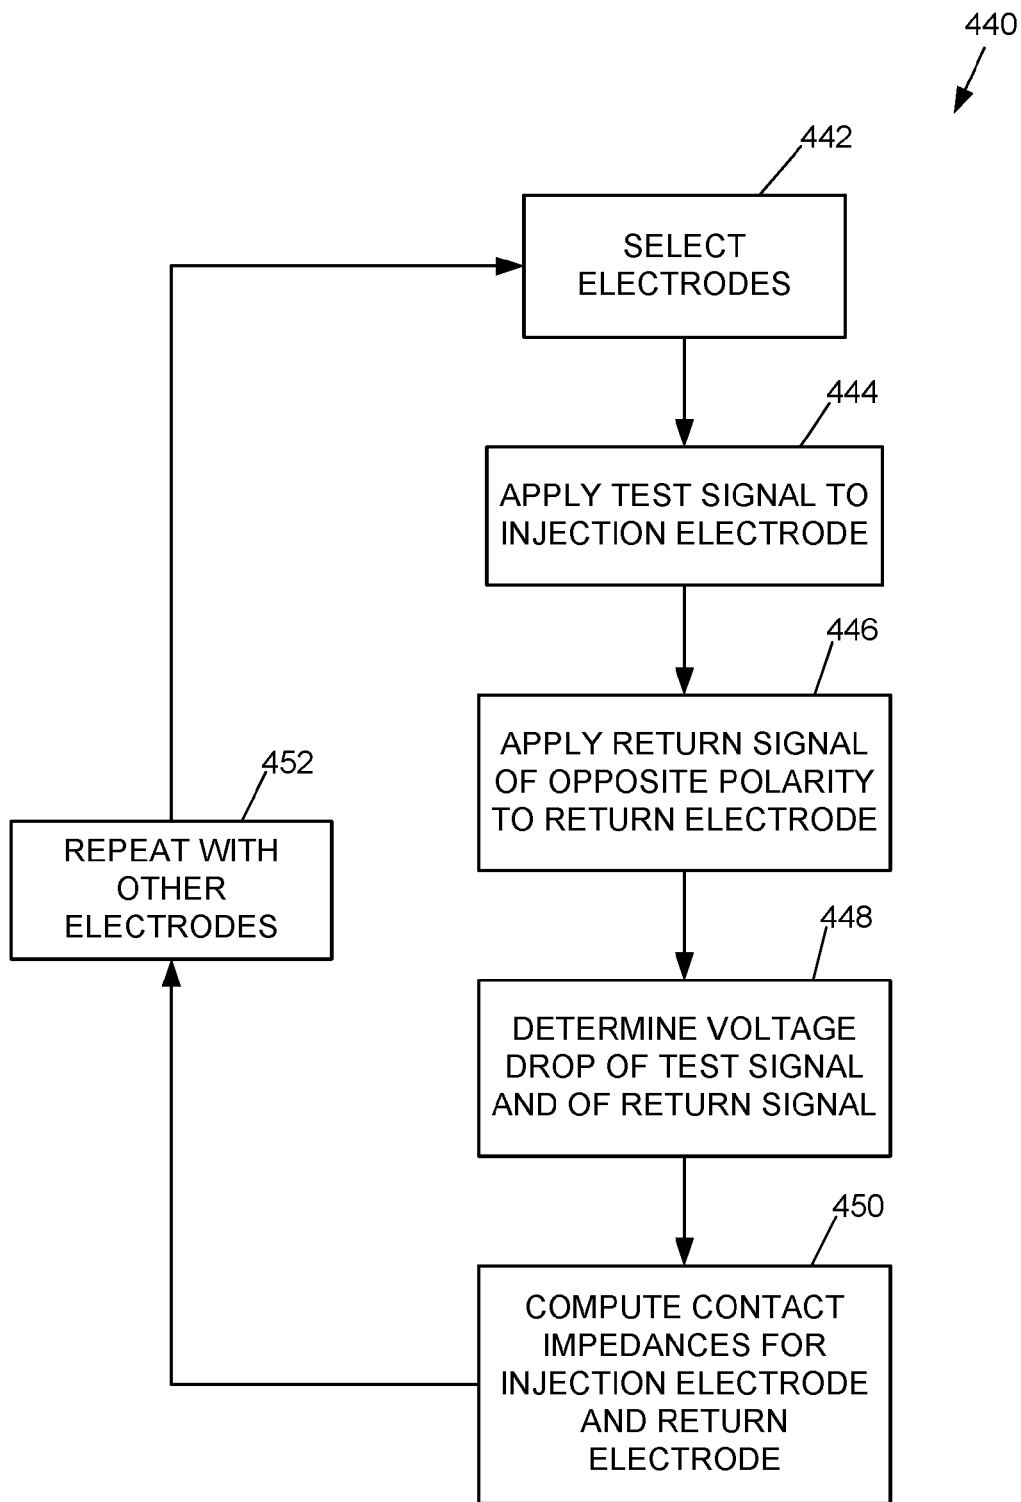 440
442
SELECT
ELECTRODES
444
APPLY TEST SIGNAL TO
INJECTION ELECTRODE
446
APPLY RETURN SIGNAL
OF OPPOSITE POLARITY
TO RETURN ELECTRODE
448
DETERMINE VOLTAGE
DROP OF TEST SIGNAL
AND OF RETURN SIGNAL
450
COMPUTE CONTACT
IMPEDANCES FOR
INJECTION ELECTRODE
AND RETURN
ELECTRODE
452
REPEAT WITH
OTHER
ELECTRODES